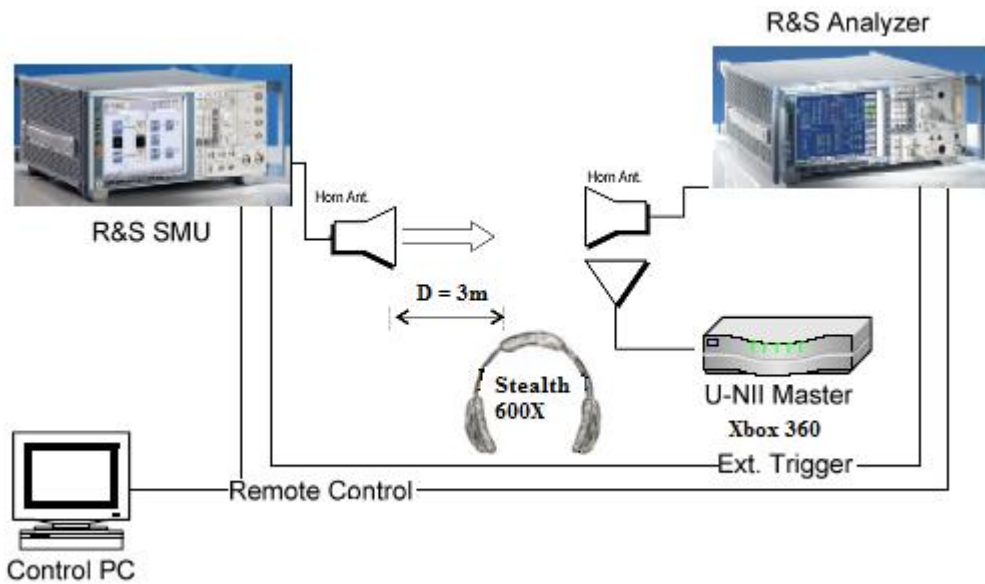 R&S Analyzer
Horn Ant.
Horn Ant.
R&S SMU
D = 3m
Stealth
600X
U-NII Master
Xbox 360
Ext. Trigger
Remote Control
Control PC